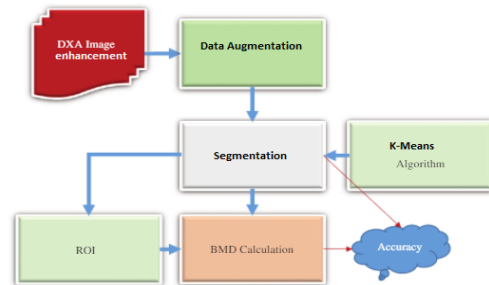 DXA Image
enhancement
Data Augmentation
Segmentation
K-Means
Algorithm
ROI
BMD Calculation
Accuracy